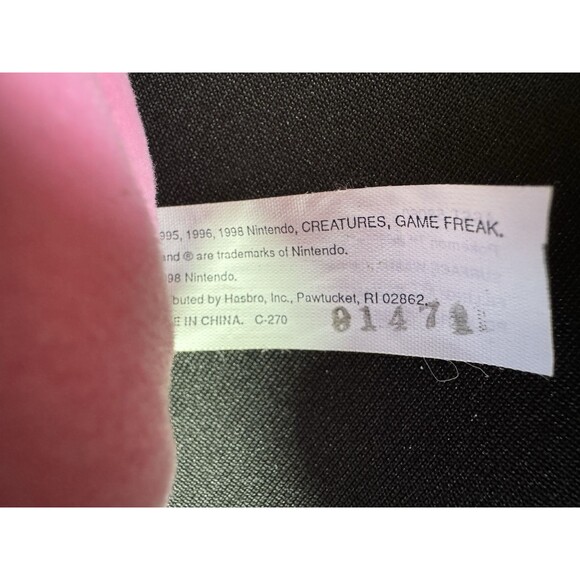 995, 1996, 1998 Nintendo, CREATURES, GAME FREAK.
and ® are trademarks of Nintendo.
98 Nintendo.
buted by Hasbro, Inc., Pawtucket, RI 02862.
E IN CHINA. C-270